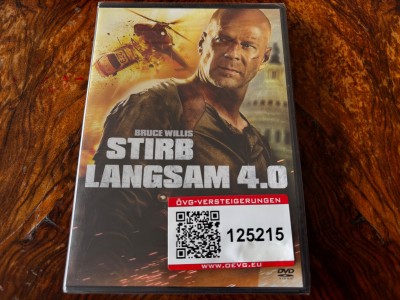 BRUCE WILLIS
STIRB
LANGSAM 4.0
ÖVG-VERSTEIGERUNGEN
125215
WWW.OEVG.EU
DVD